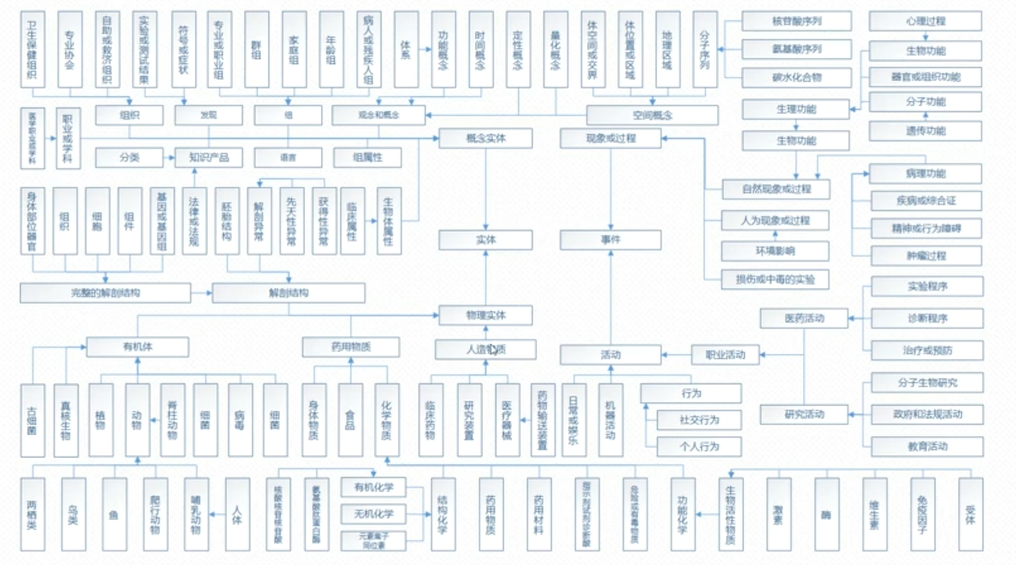 卫生保健组织
专业协会
自助或救济组织
实验或测试结果
符号或症状
专业或职业组
群组
家庭组
年龄组
病人或残疾人组
体系
功能概念
时间概念
定性概念
量化概念
体空间或交界
体位置或区域
地理区域
分子序列
核苷酸序列
氨基酸序列
碳水化合物
心理过程
生物功能
器官或组织功能
分子功能
遗传功能
生理功能
生物功能
组织
发现
组
观念和概念
空间概念
医学职业或学科
职业或学科
分类
知识产品
语言
组属性
概念实体
现象或过程
身体部位器官
组织
细胞
组件
基因或基因组
法律或法规
胚胎结构
解剖异常
先天性异常
获得性异常
临床属性
生物体属性
实体
事件
自然现象或过程
人为现象或过程
环境影响
损伤或中毒的实验
病理功能
疾病或综合证
精神或行为障碍
肿瘤过程
完整的解剖结构
解剖结构
物理实体
实验程序
诊断程序
治疗或预防
医药活动
有机体
药用物质
人造物质
活动
职业活动
分子生物研究
政府和法规活动
教育活动
研究活动
古细菌
真核生物
植物
动物
脊柱动物
细菌
病毒
细菌
身体物质
食品
化学物质
临床药物
研究装置
医疗器械
药物输送装置
日常或娱乐
机器活动
行为
社交行为
个人行为
两栖类
鸟类
鱼
爬行动物
哺乳动物
人体
核酸核苷核苷酸
氨基酸肽蛋白酶
有机化学
无机化学
元素离子
同位素
结构化学
药用物质
药用材料
指示剂试剂诊断酸
危险或有毒物质
功能化学
生物活性物质
激素
酶
维生素
免疫因子
受体